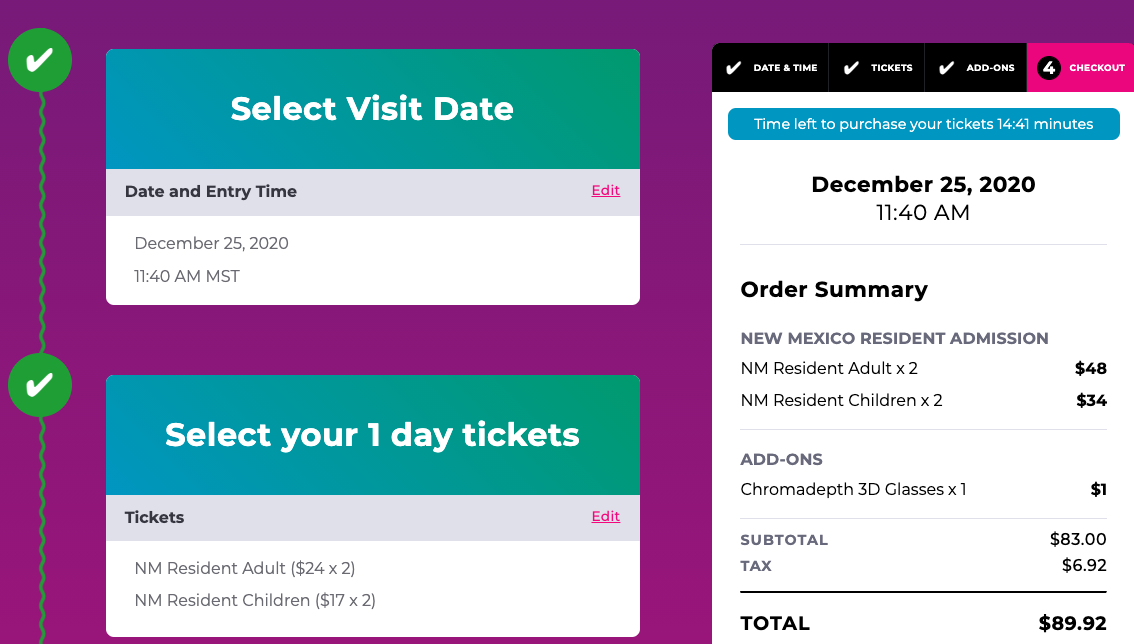 Select Visit Date
Date and Entry Time Edit
December 25, 2020
11:40 AM MST
Select your 1 day tickets
Tickets Edit
NM Resident Adult ($24 x 2)
NM Resident Children ($17 x 2)
DATE & TIME TICKETS ADD-ONS 4 CHECKOUT
Time left to purchase your tickets 14:41 minutes
December 25, 2020
11:40 AM
Order Summary
NEW MEXICO RESIDENT ADMISSION
NM Resident Adult x 2 $48
NM Resident Children x 2 $34
ADD-ONS
Chromadepth 3D Glasses x 1 $1
SUBTOTAL $83.00
TAX $6.92
TOTAL $89.92